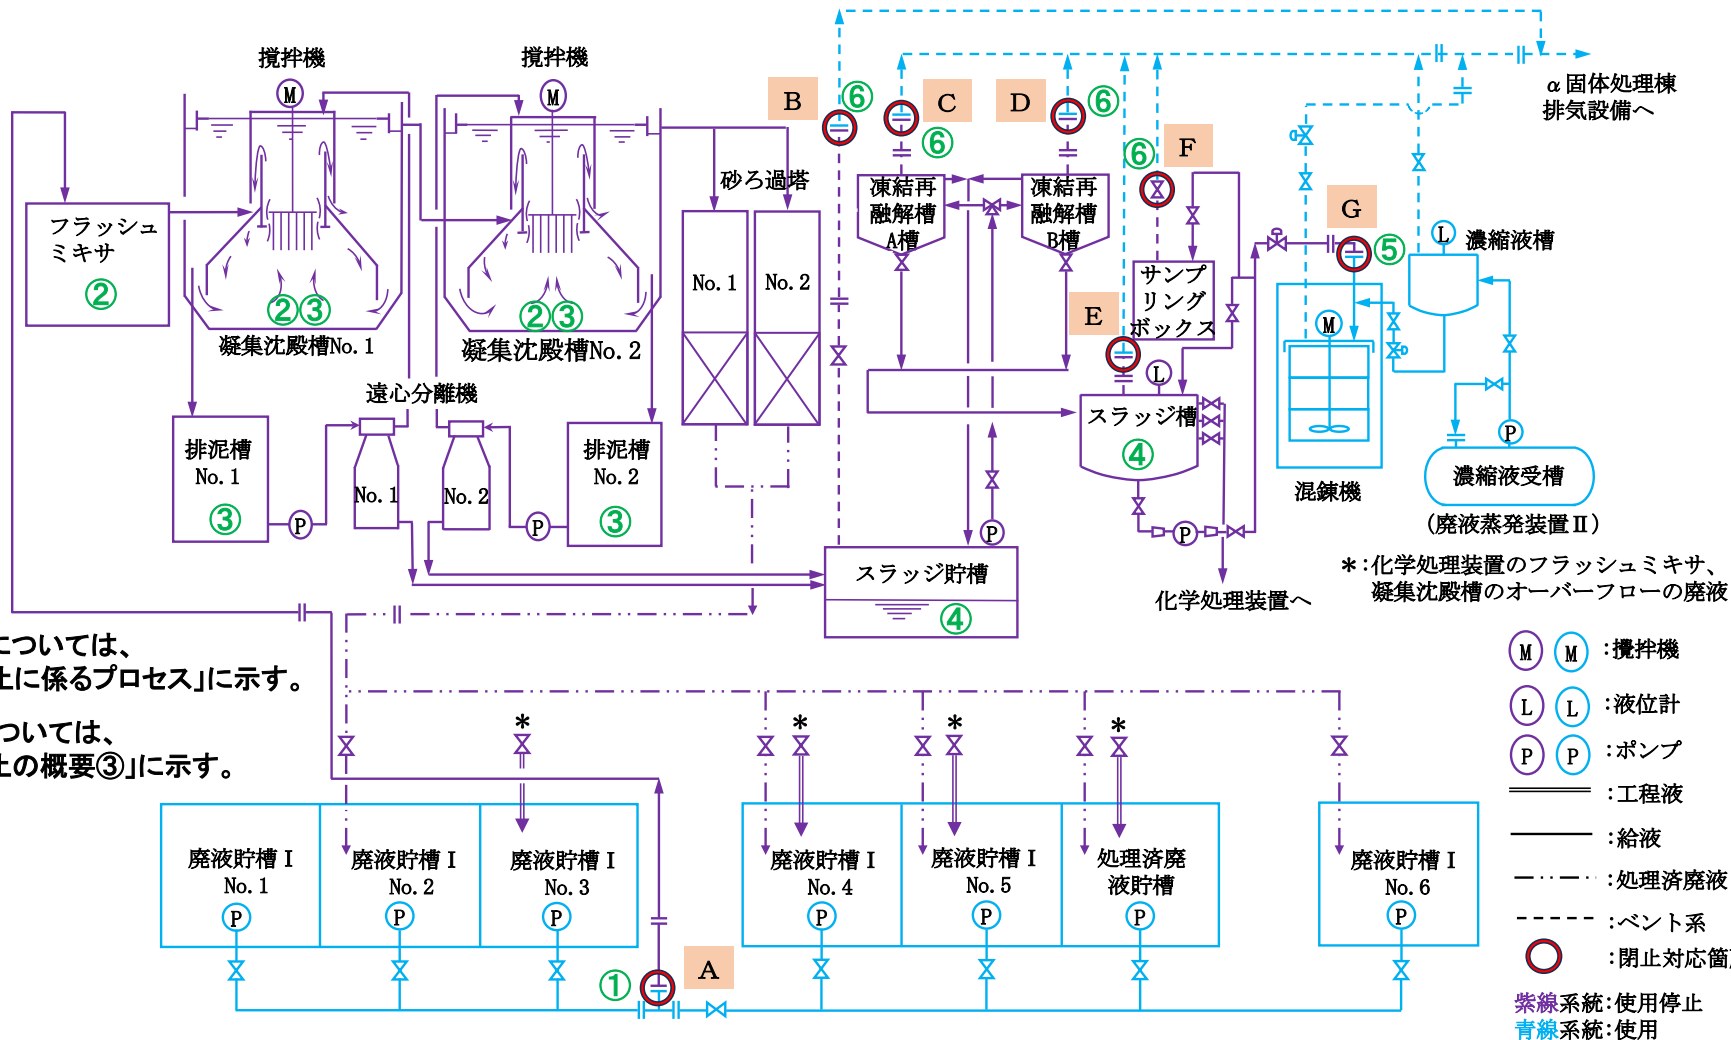 撹拌機
M
撹拌機
M
B
⑥
C
⑥
D
⑥
α固体処理棟
排気設備へ
フラッシュ
ミキサ
②
②③
凝集沈殿槽No.1
②③
凝集沈殿槽No.2
砂ろ過塔
No.1
No.2
凍結再
融解槽
A槽
凍結再
融解槽
B槽
⑥
F
サンプ
リング
ボックス
E
G
⑤
L
濃縮液槽
M
混錬機
P
濃縮液受槽
(廃液蒸発装置Ⅱ)
遠心分離機
排泥槽
No.1
③
P
No.1
No.2
P
排泥槽
No.2
③
L
スラッジ槽
④
P
P
スラッジ貯槽
④
化学処理装置へ
*:化学処理装置のフラッシュミキサ、
凝集沈殿槽のオーバーフローの廃液
については、
止に係るプロセス」に示す。
ついては、
止の概要③」に示す。
*
*
*
*
廃液貯槽Ⅰ
No.1
P
廃液貯槽Ⅰ
No.2
P
廃液貯槽Ⅰ
No.3
P
廃液貯槽Ⅰ
No.4
P
廃液貯槽Ⅰ
No.5
P
処理済廃
液貯槽
P
廃液貯槽Ⅰ
No.6
P
①
A
M M :攪拌機
L L :液位計
P P :ポンプ
:工程液
:給液
:処理済廃液
:ベント系
:閉止対応箇
紫線系統:使用停止
青線系統:使用